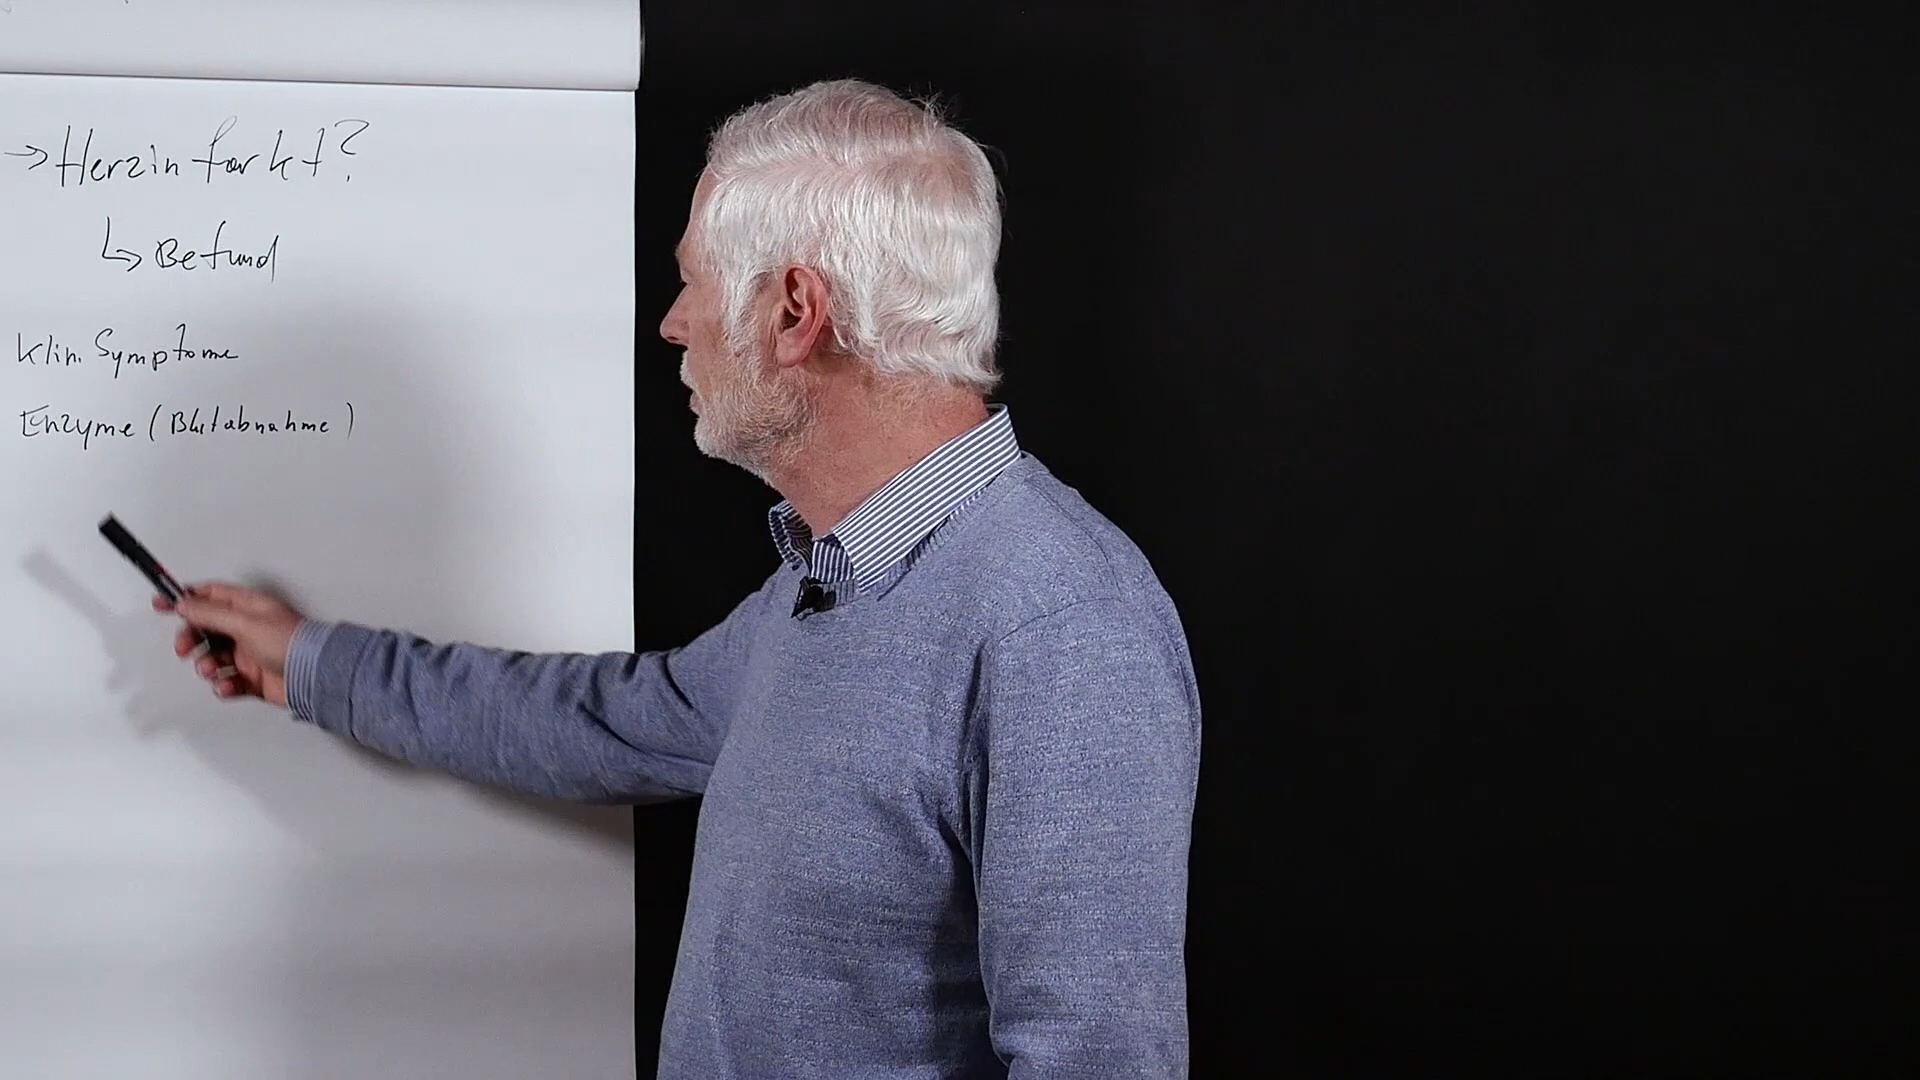 → Herzinfarkt?
↳ Befund
Klin. Symptome
Enzyme (Blutabnahme)